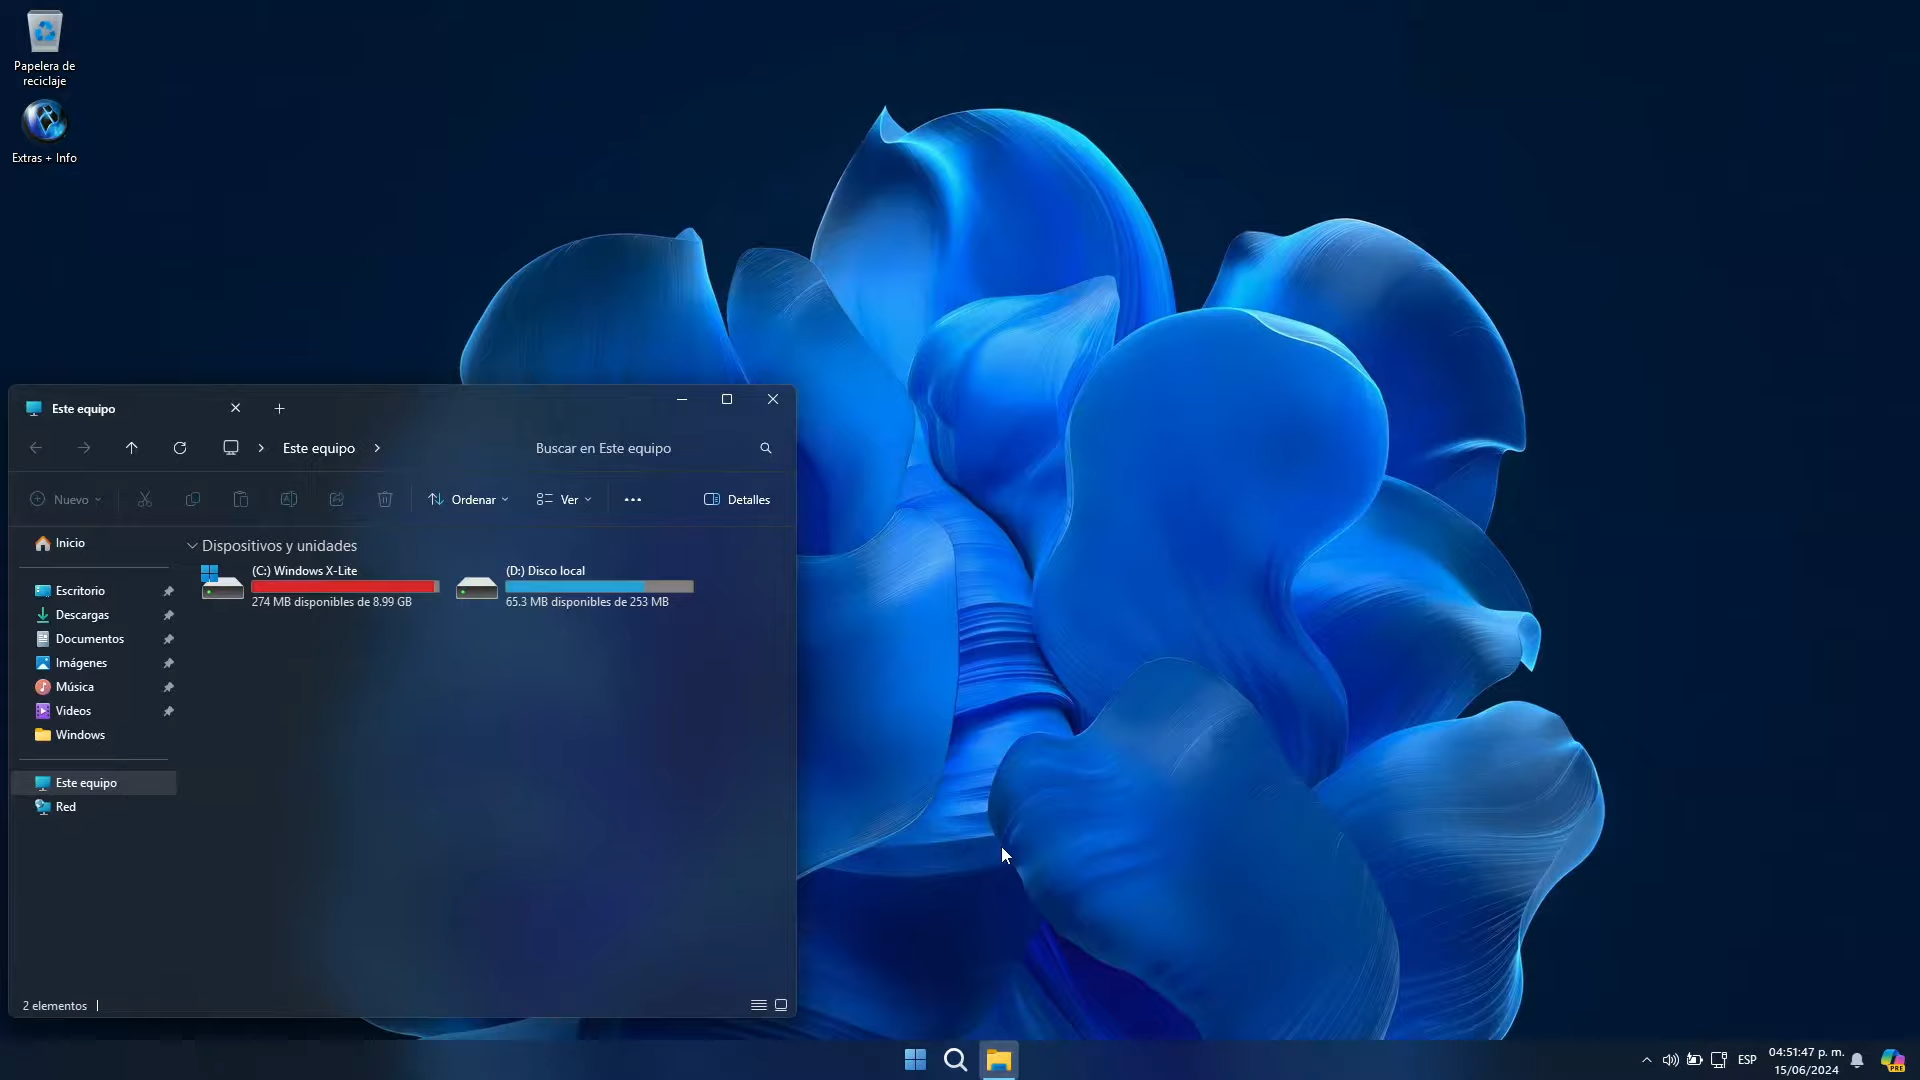 Papelera de
reciclaje
Extras + Info
Este equipo
Este equipo
Buscar en Este equipo
Nuevo
Ordenar
Ver
Detalles
Inicio
Escritorio
Descargas
Documentos
Imágenes
Música
Videos
Windows
Este equipo
Red
Dispositivos y unidades
(C:) Windows X-Lite
274 MB disponibles de 8.99 GB
(D:) Disco local
65.3 MB disponibles de 253 MB
2 elementos
ESP
04:51:47 p. m.
15/06/2024
PRE